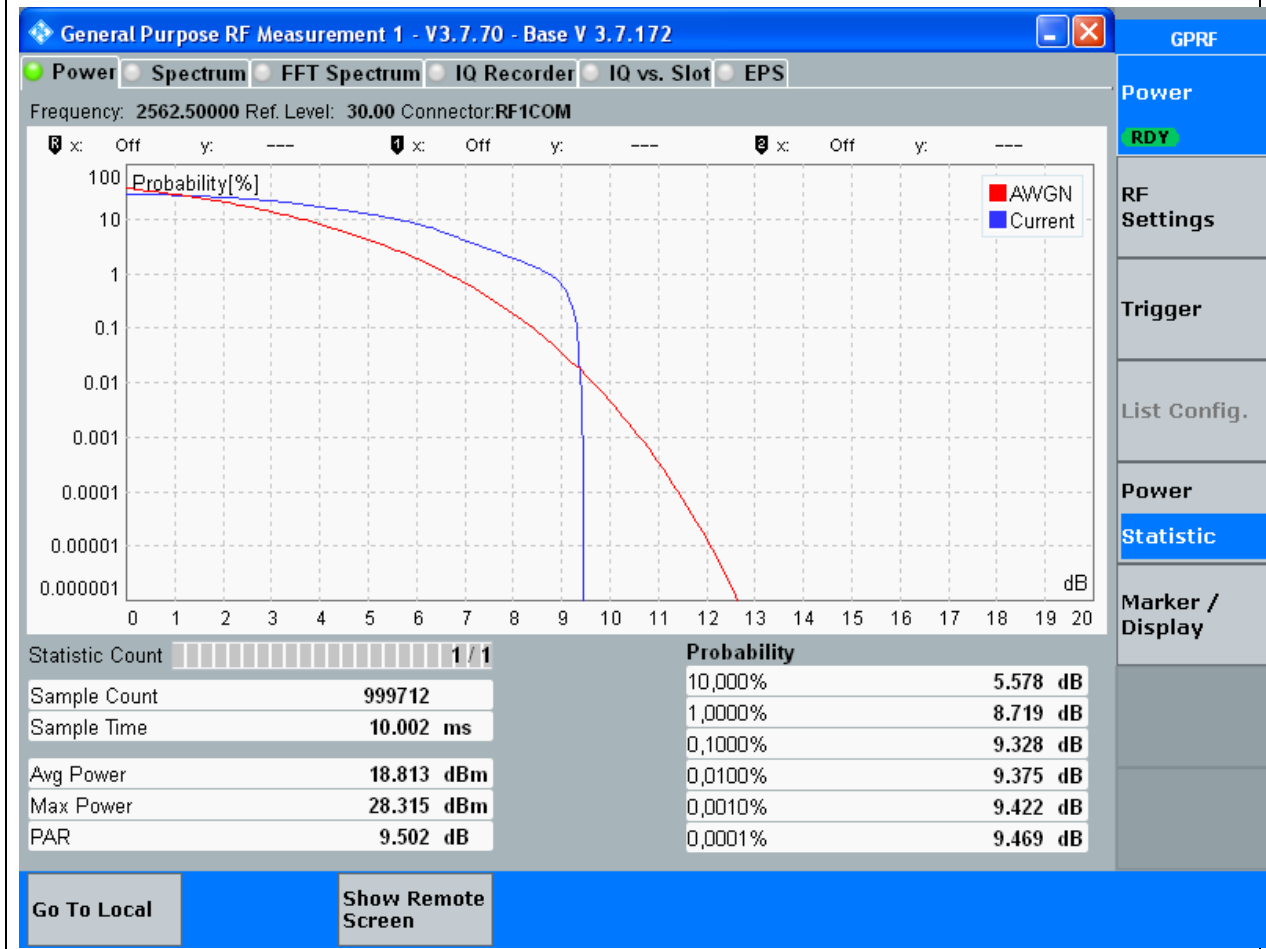 General Purpose RF Measurement 1 - V3.7.70 - Base V 3.7.172
GPRF
Power Spectrum FFT Spectrum IQ Recorder IQ vs. Slot EPS
Frequency: 2562.50000 Ref. Level: 30.00 Connector:RF1COM
R x: Off y: --- 1 x: Off y: --- 2 x: Off y: ---
Probability[%]
100
10
1
0.1
0.01
0.001
0.0001
0.00001
0.000001
AWGN
Current
dB
0 1 2 3 4 5 6 7 8 9 10 11 12 13 14 15 16 17 18 19 20
Statistic Count 1 / 1
Sample Count 999712
Sample Time 10.002 ms
Avg Power 18.813 dBm
Max Power 28.315 dBm
PAR 9.502 dB
Probability
10,000% 5.578 dB
1,0000% 8.719 dB
0,1000% 9.328 dB
0,0100% 9.375 dB
0,0010% 9.422 dB
0,0001% 9.469 dB
Power
RDY
RF
Settings
Trigger
List Config.
Power
Statistic
Marker /
Display
Go To Local
Show Remote
Screen